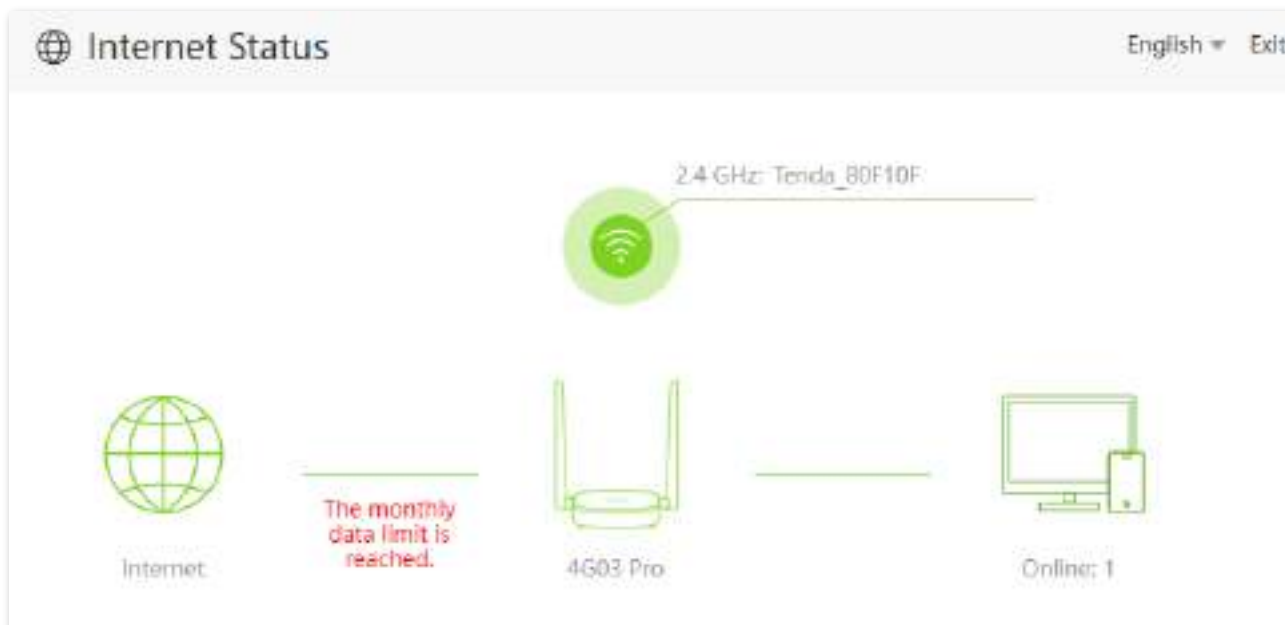 Internet Status
English Exit
2.4 GHz: Tenda_80F10F
The monthly
data limit is
reached.
Internet
4G03 Pro
Online: 1